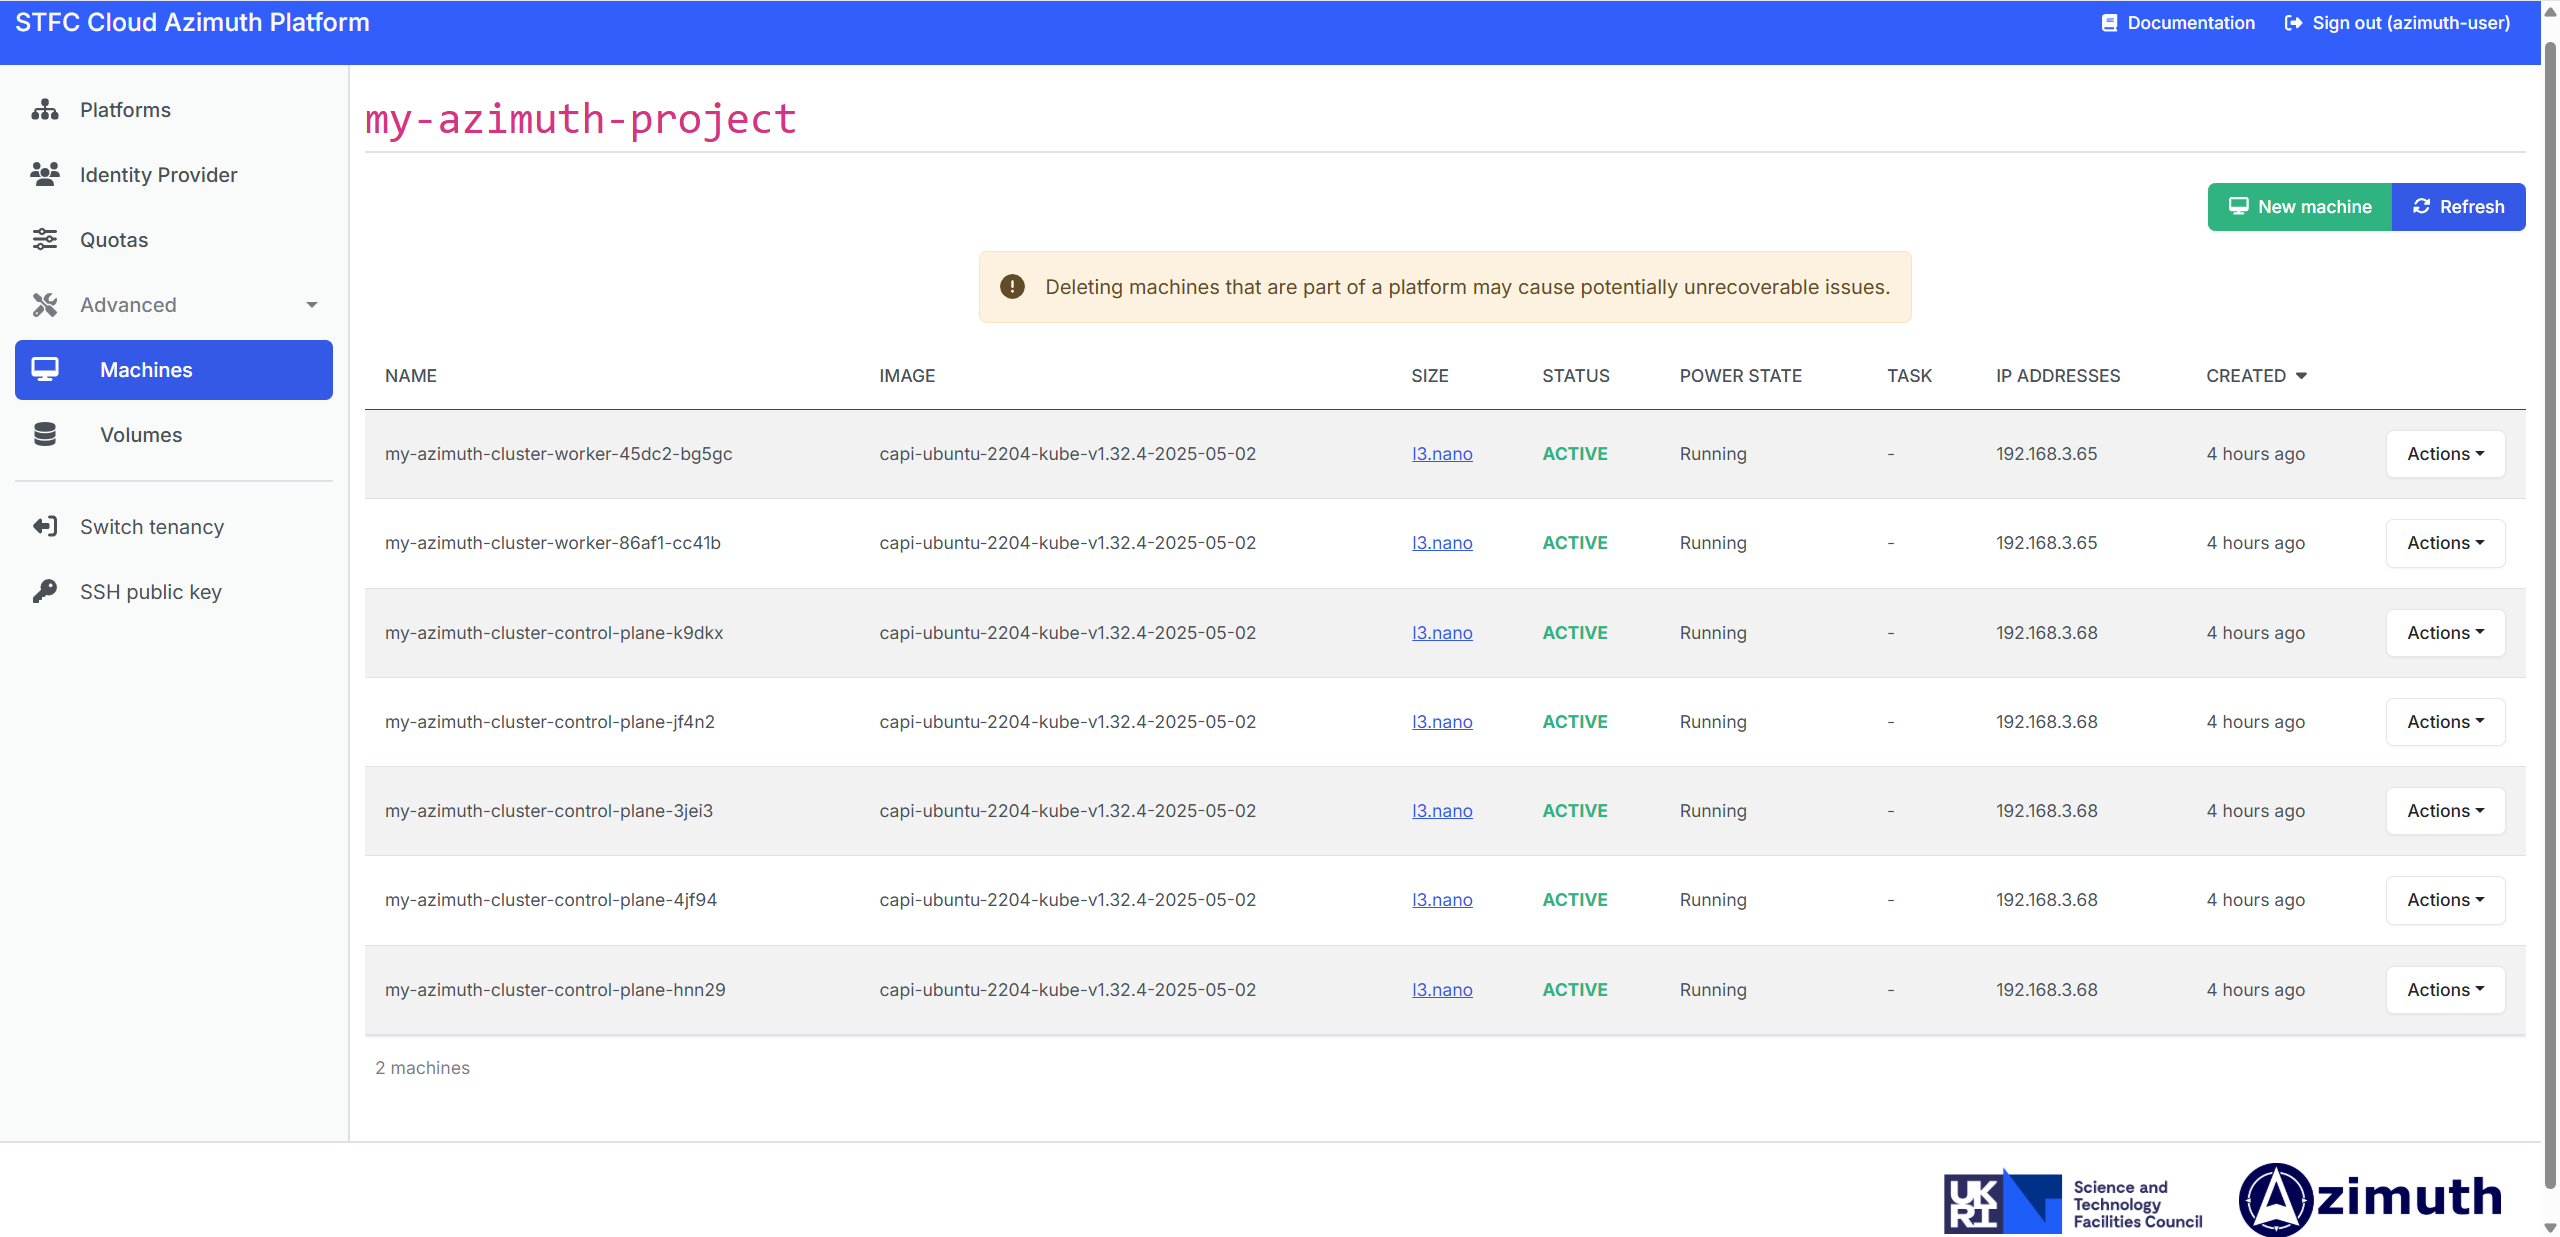 STFC Cloud Azimuth Platform
Documentation
Sign out (azimuth-user)
Platforms
Identity Provider
Quotas
Advanced
Machines
Volumes
Switch tenancy
SSH public key
my-azimuth-project
New machine
Refresh
Deleting machines that are part of a platform may cause potentially unrecoverable issues.
NAME IMAGE SIZE STATUS POWER STATE TASK IP ADDRESSES CREATED
my-azimuth-cluster-worker-45dc2-bg5gc capi-ubuntu-2204-kube-v1.32.4-2025-05-02 l3.nano ACTIVE Running - 192.168.3.65 4 hours ago Actions
my-azimuth-cluster-worker-86af1-cc41b capi-ubuntu-2204-kube-v1.32.4-2025-05-02 l3.nano ACTIVE Running - 192.168.3.65 4 hours ago Actions
my-azimuth-cluster-control-plane-k9dkx capi-ubuntu-2204-kube-v1.32.4-2025-05-02 l3.nano ACTIVE Running - 192.168.3.68 4 hours ago Actions
my-azimuth-cluster-control-plane-jf4n2 capi-ubuntu-2204-kube-v1.32.4-2025-05-02 l3.nano ACTIVE Running - 192.168.3.68 4 hours ago Actions
my-azimuth-cluster-control-plane-3jei3 capi-ubuntu-2204-kube-v1.32.4-2025-05-02 l3.nano ACTIVE Running - 192.168.3.68 4 hours ago Actions
my-azimuth-cluster-control-plane-4jf94 capi-ubuntu-2204-kube-v1.32.4-2025-05-02 l3.nano ACTIVE Running - 192.168.3.68 4 hours ago Actions
my-azimuth-cluster-control-plane-hnn29 capi-ubuntu-2204-kube-v1.32.4-2025-05-02 l3.nano ACTIVE Running - 192.168.3.68 4 hours ago Actions
2 machines
UK
RI
Science and
Technology
Facilities Council
Azimuth